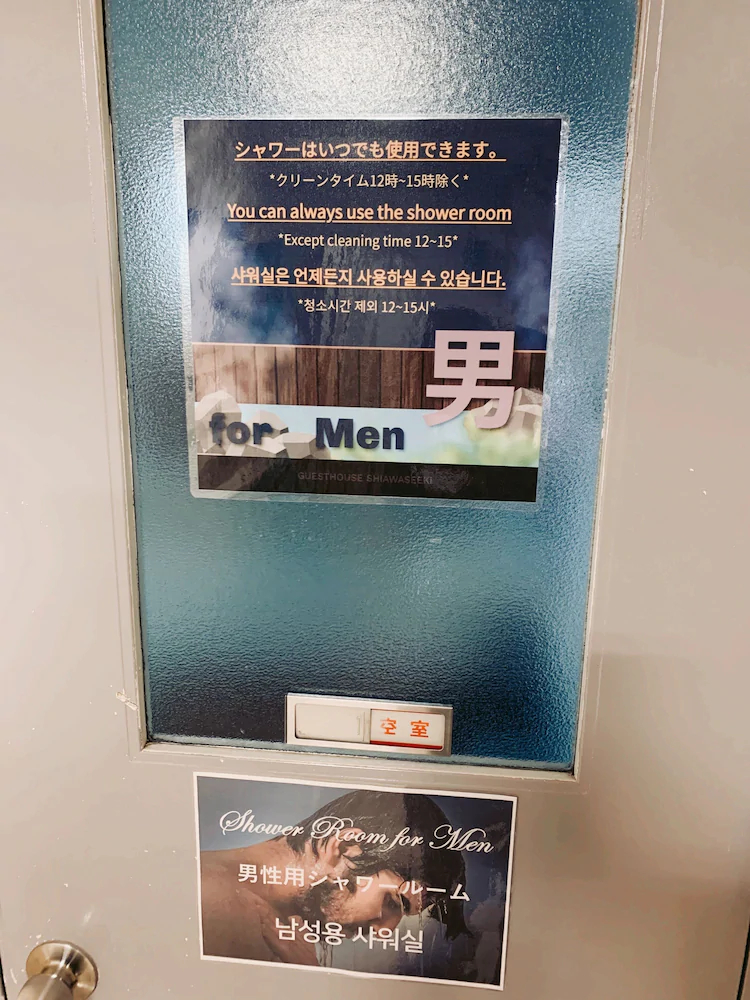 シャワーはいつでも使用できます。
*クリーンタイム12時~15時除く*
You can always use the shower room
*Except cleaning time 12~15*
샤워실은 언제든지 사용하실 수 있습니다.
*청소시간 제외 12~15시*
男
for Men
GUESTHOUSE SHIAWASEEKI
空室
Shower Room for Men
男性用シャワールーム
남성용 샤워실